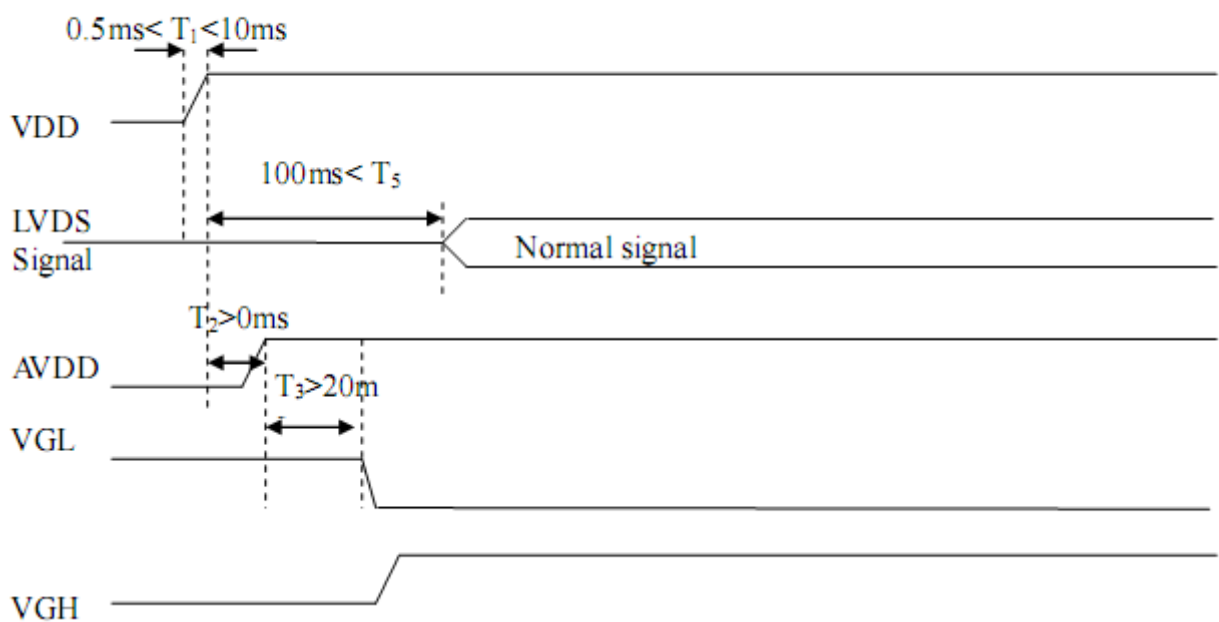 0.5ms< T₁<10ms
VDD
100ms< T₅
LVDS
Signal
Normal signal
T₂>0ms
AVDD
T₃>20m
VGL
VGH